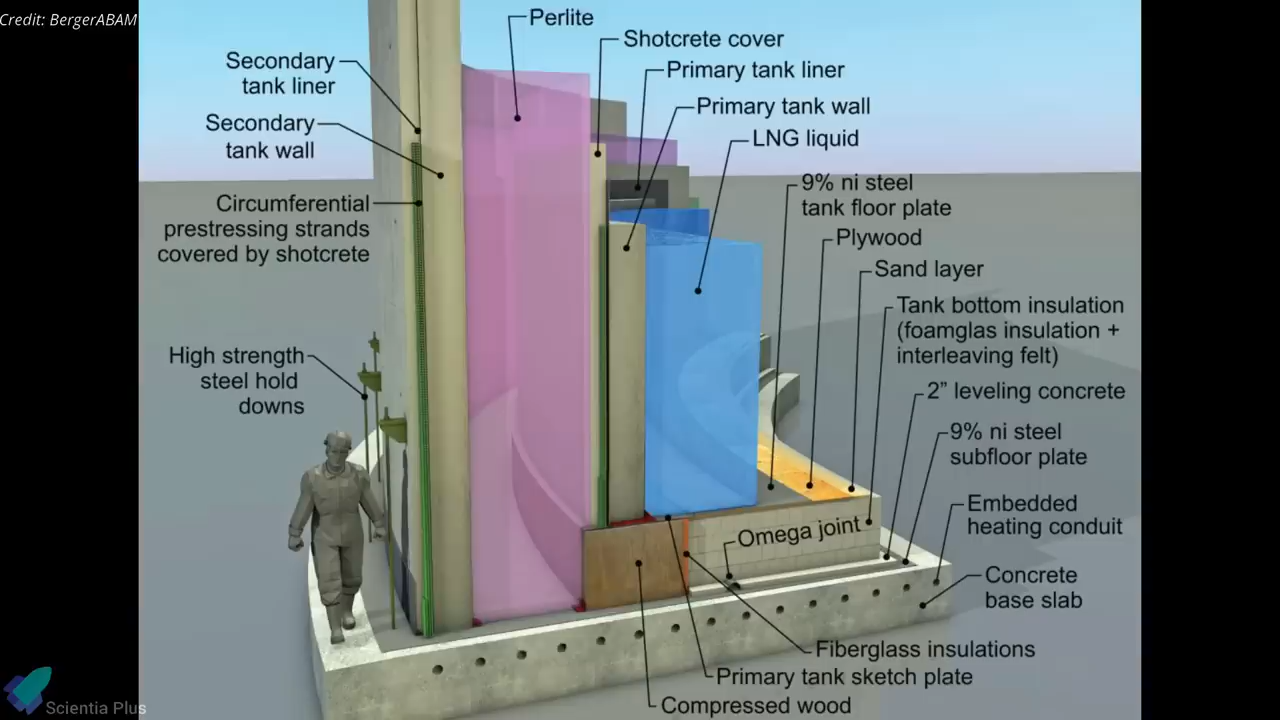 Credit: BergerABAM
Perlite
Shotcrete cover
Secondary
tank liner
Primary tank liner
Primary tank wall
Secondary
tank wall
LNG liquid
9% ni steel
tank floor plate
Circumferential
prestressing strands
covered by shotcrete
Plywood
Sand layer
Tank bottom insulation
(foamglas insulation +
interleaving felt)
High strength
steel hold
downs
2” leveling concrete
9% ni steel
subfloor plate
Embedded
heating conduit
Omega joint
Concrete
base slab
Fiberglass insulations
Primary tank sketch plate
Compressed wood
Scientia Plus